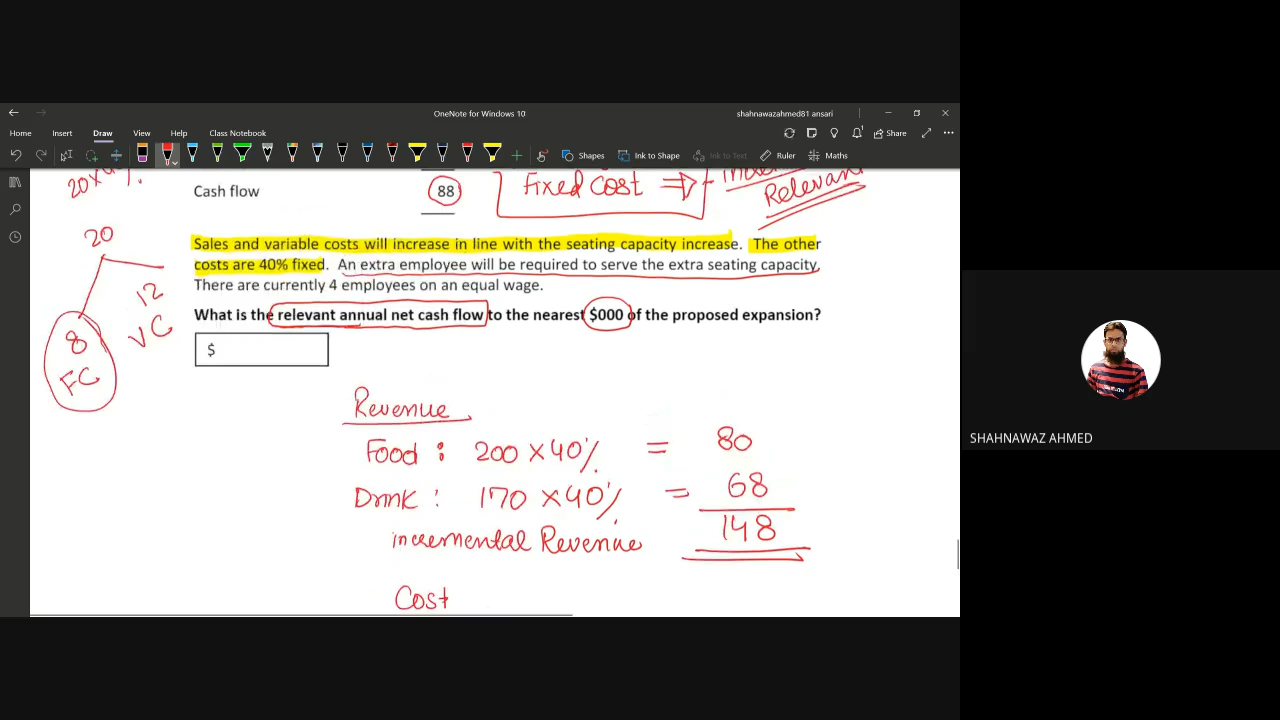 OneNote for Windows 10
shahnawazahmed81 ansari
Home Insert Draw View Help Class Notebook
Share
Shapes Ink to Shape Ink to Text Ruler Maths
Cash flow 88
Fixed Cost ⇒
Relevant
Sales and variable costs will increase in line with the seating capacity increase. The other
costs are 40% fixed. An extra employee will be required to serve the extra seating capacity.
There are currently 4 employees on an equal wage.
What is the relevant annual net cash flow to the nearest $000 of the proposed expansion?
$
20
12
VC
8
FC
Revenue
Food : 200 × 40% = 80
Drink : 170 × 40% = 68
incremental Revenue 148
Cost
SHAHNAWAZ AHMED